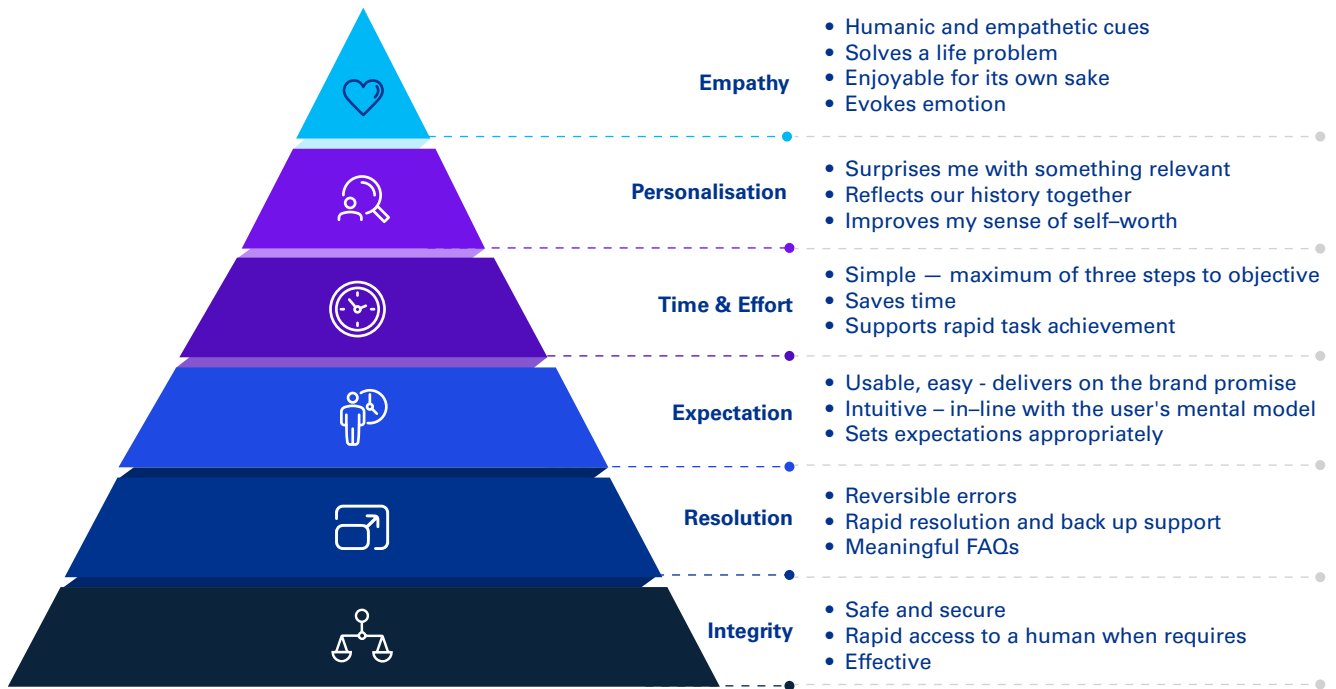 Empathy
• Humanic and empathetic cues
• Solves a life problem
• Enjoyable for its own sake
• Evokes emotion
Personalisation
• Surprises me with something relevant
• Reflects our history together
• Improves my sense of self–worth
Time & Effort
• Simple — maximum of three steps to objective
• Saves time
• Supports rapid task achievement
Expectation
• Usable, easy - delivers on the brand promise
• Intuitive – in–line with the user's mental model
• Sets expectations appropriately
Resolution
• Reversible errors
• Rapid resolution and back up support
• Meaningful FAQs
Integrity
• Safe and secure
• Rapid access to a human when requires
• Effective